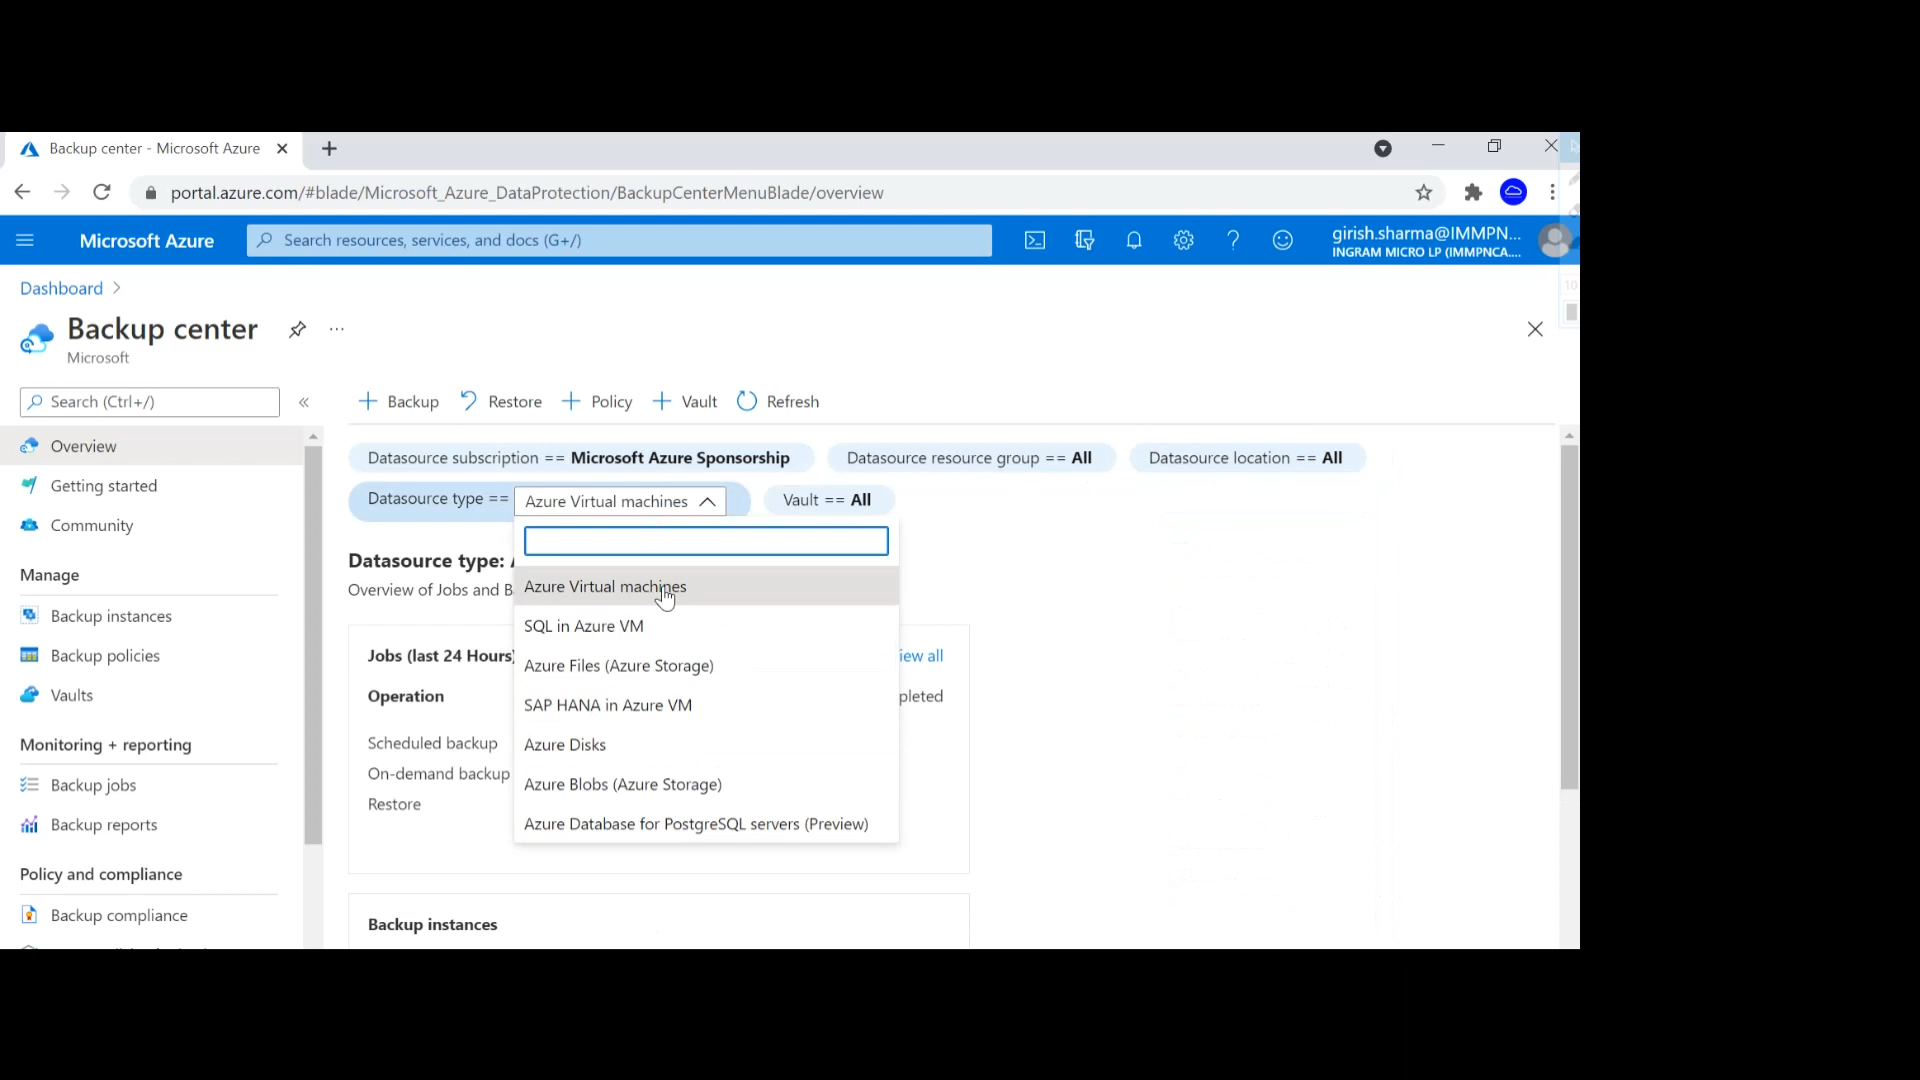 Backup center - Microsoft Azure
portal.azure.com/#blade/Microsoft_Azure_DataProtection/BackupCenterMenuBlade/overview
Microsoft Azure
Search resources, services, and docs (G+/)
girish.sharma@IMMPN...
INGRAM MICRO LP (IMMPNCA....
Dashboard
Backup center
Microsoft
Search (Ctrl+/)
Backup
Restore
Policy
Vault
Refresh
Overview
Getting started
Community
Manage
Backup instances
Backup policies
Vaults
Monitoring + reporting
Backup jobs
Backup reports
Policy and compliance
Backup compliance
Datasource subscription == Microsoft Azure Sponsorship
Datasource resource group == All
Datasource location == All
Datasource type == Azure Virtual machines
Vault == All
Azure Virtual machines
SQL in Azure VM
Azure Files (Azure Storage)
SAP HANA in Azure VM
Azure Disks
Azure Blobs (Azure Storage)
Azure Database for PostgreSQL servers (Preview)
Datasource type:
Overview of Jobs and B
Jobs (last 24 Hours)
iew all
Operation
pleted
Scheduled backup
On-demand backup
Restore
Backup instances
10